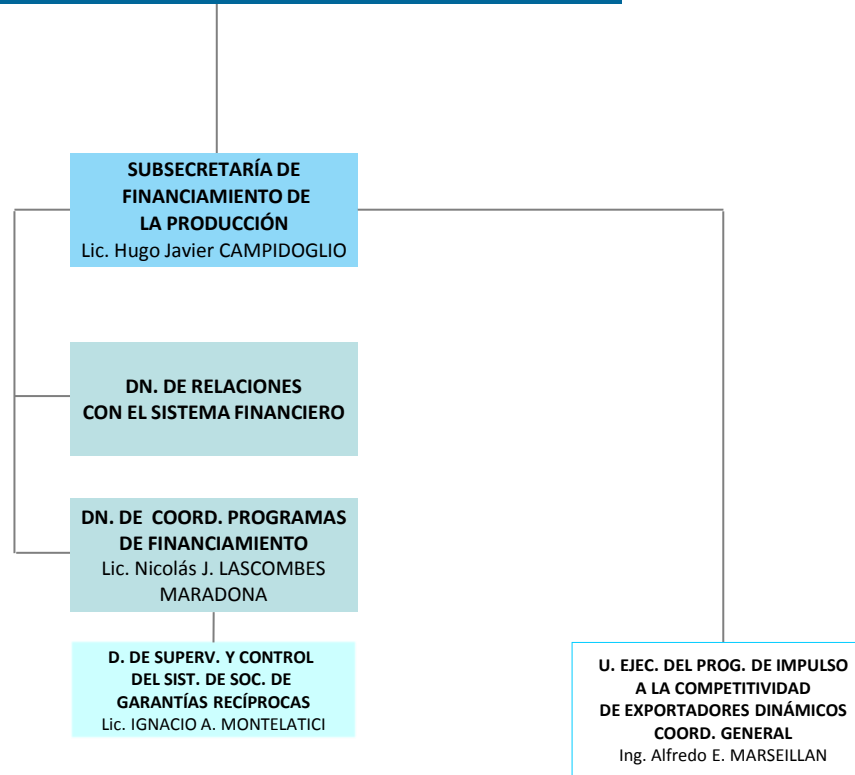 SUBSECRETARÍA DE
FINANCIAMIENTO DE
LA PRODUCCIÓN
Lic. Hugo Javier CAMPIDOGLIO
DN. DE RELACIONES
CON EL SISTEMA FINANCIERO
DN. DE COORD. PROGRAMAS
DE FINANCIAMIENTO
Lic. Nicolás J. LASCOMBES
MARADONA
D. DE SUPERV. Y CONTROL
DEL SIST. DE SOC. DE
GARANTÍAS RECÍPROCAS
Lic. IGNACIO A. MONTELATICI
U. EJEC. DEL PROG. DE IMPULSO
A LA COMPETITIVIDAD
DE EXPORTADORES DINÁMICOS
COORD. GENERAL
Ing. Alfredo E. MARSEILLAN